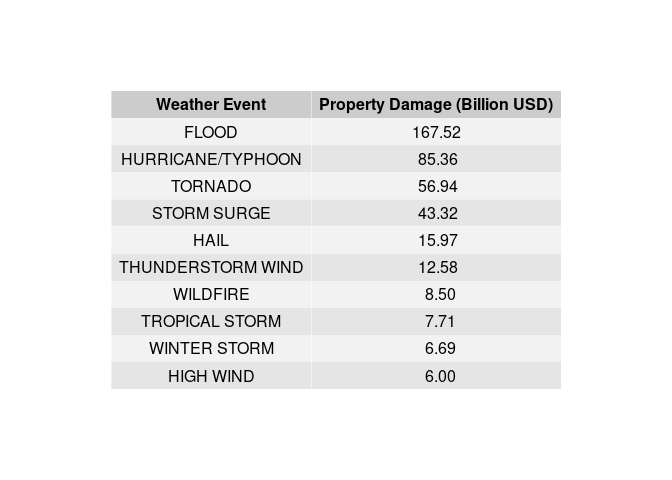 Weather Event Property Damage (Billion USD)
FLOOD 167.52
HURRICANE/TYPHOON 85.36
TORNADO 56.94
STORM SURGE 43.32
HAIL 15.97
THUNDERSTORM WIND 12.58
WILDFIRE 8.50
TROPICAL STORM 7.71
WINTER STORM 6.69
HIGH WIND 6.00